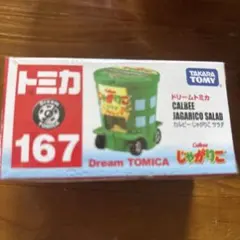 トミカ
TAKARA TOMY
ドリームトミカ
CALBEE
JAGARICO SALAD
カルビー じゃがりこ サラダ
167
Dream TOMICA
Calbee
じゃがりこ